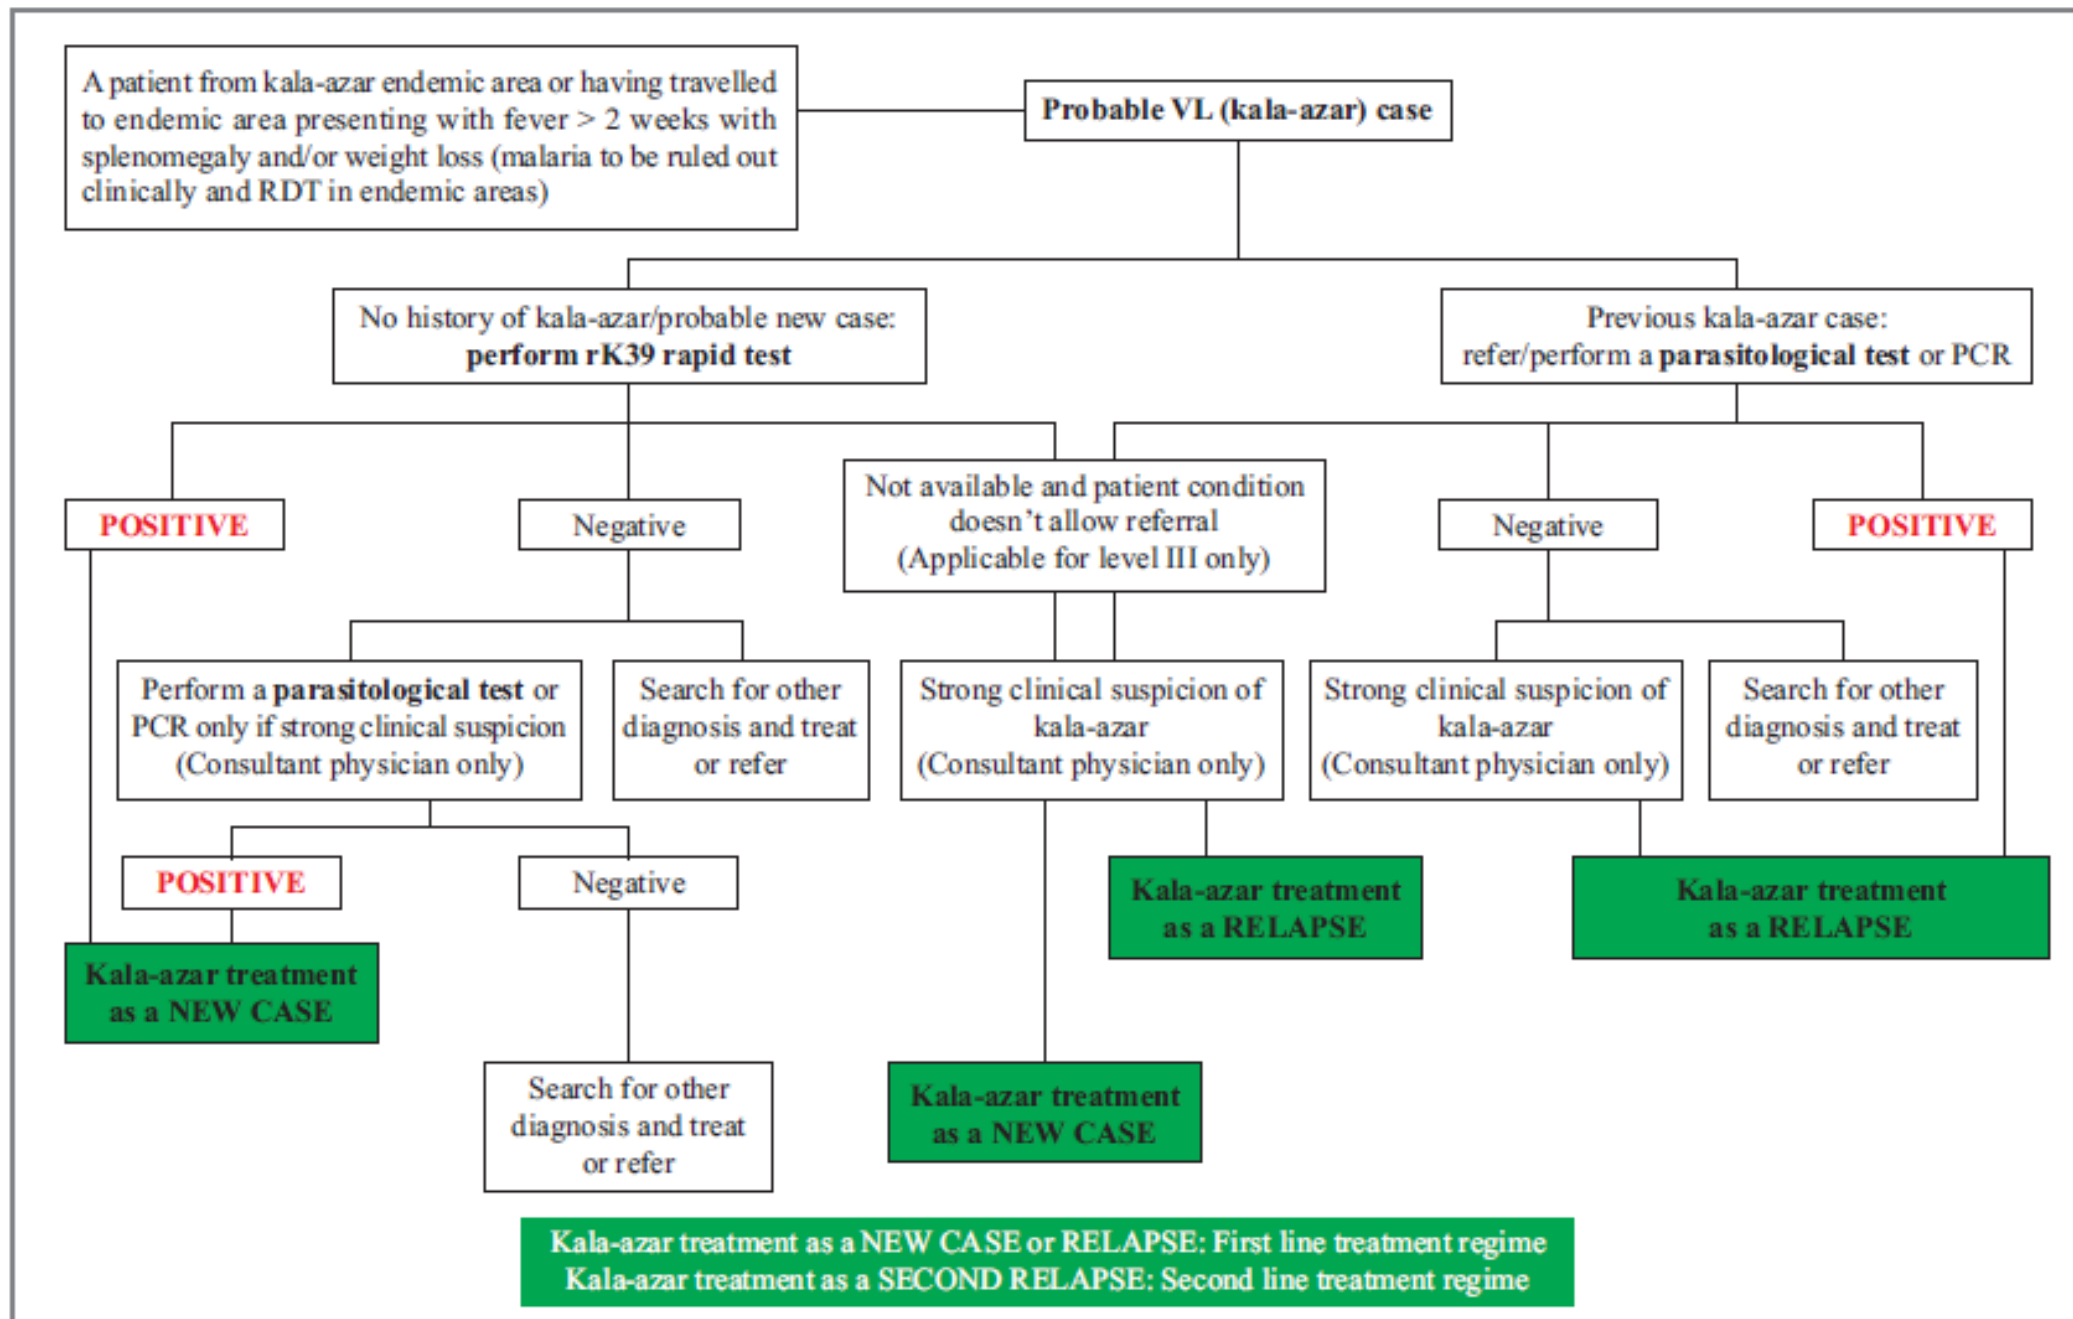 A patient from kala-azar endemic area or having travelled
to endemic area presenting with fever > 2 weeks with
splenomegaly and/or weight loss (malaria to be ruled out
clinically and RDT in endemic areas)
Probable VL (kala-azar) case
No history of kala-azar/probable new case:
perform rK39 rapid test
Previous kala-azar case:
refer/perform a parasitological test or PCR
POSITIVE
Negative
Not available and patient condition
doesn't allow referral
(Applicable for level III only)
Negative
POSITIVE
Perform a parasitological test or
PCR only if strong clinical suspicion
(Consultant physician only)
Search for other
diagnosis and treat
or refer
Strong clinical suspicion of
kala-azar
(Consultant physician only)
Strong clinical suspicion of
kala-azar
(Consultant physician only)
Search for other
diagnosis and treat
or refer
POSITIVE
Negative
Kala-azar treatment
as a RELAPSE
Kala-azar treatment
as a RELAPSE
Kala-azar treatment
as a NEW CASE
Search for other
diagnosis and treat
or refer
Kala-azar treatment
as a NEW CASE
Kala-azar treatment as a NEW CASE or RELAPSE: First line treatment regime
Kala-azar treatment as a SECOND RELAPSE: Second line treatment regime